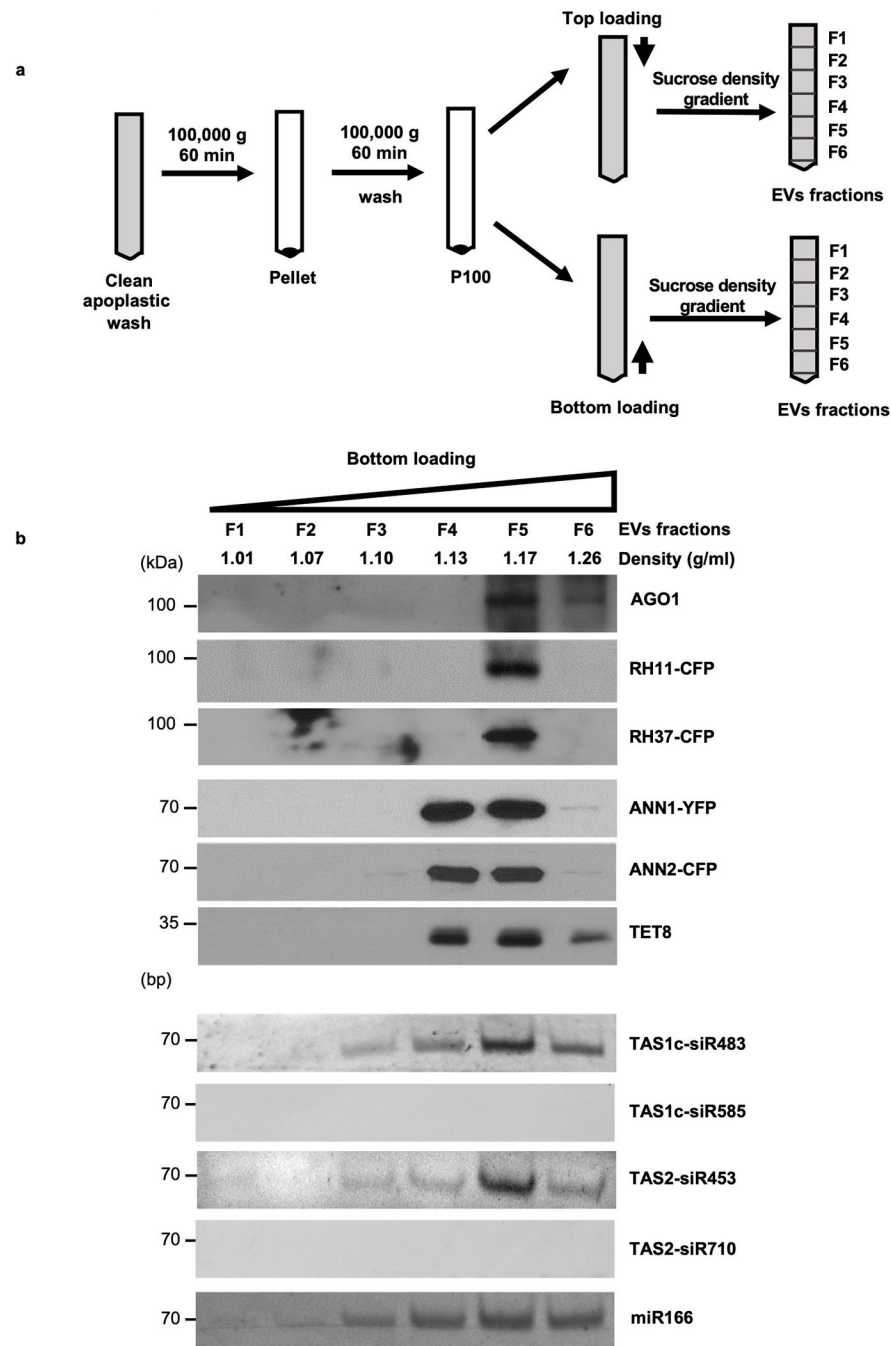 a
Top loading
Sucrose density
gradient
F1
F2
F3
F4
F5
F6
EVs fractions
100,000 g
60 min
100,000 g
60 min
wash
Clean
apoplastic
wash
Pellet
P100
Sucrose density
gradient
F1
F2
F3
F4
F5
F6
Bottom loading
EVs fractions
b
Bottom loading
F1 F2 F3 F4 F5 F6 EVs fractions
(kDa) 1.01 1.07 1.10 1.13 1.17 1.26 Density (g/ml)
100 AGO1
100 RH11-CFP
100 RH37-CFP
70 ANN1-YFP
70 ANN2-CFP
35 TET8
(bp)
70 TAS1c-siR483
70 TAS1c-siR585
70 TAS2-siR453
70 TAS2-siR710
70 miR166